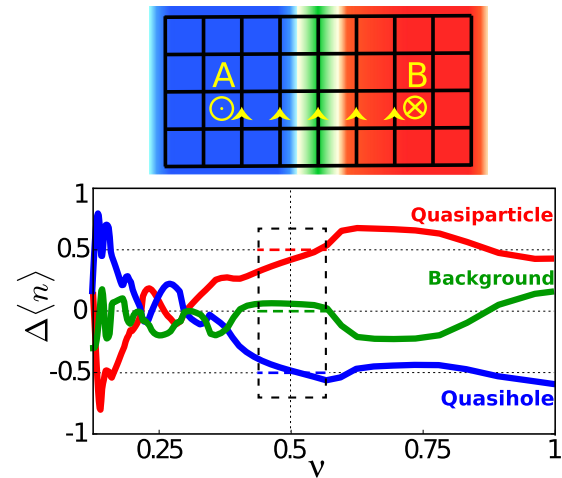 A B
1
Quasiparticle
0.5
Background
0
-0.5
Quasihole
-1
0.25 0.5 0.75 1
Δ⟨n⟩
ν